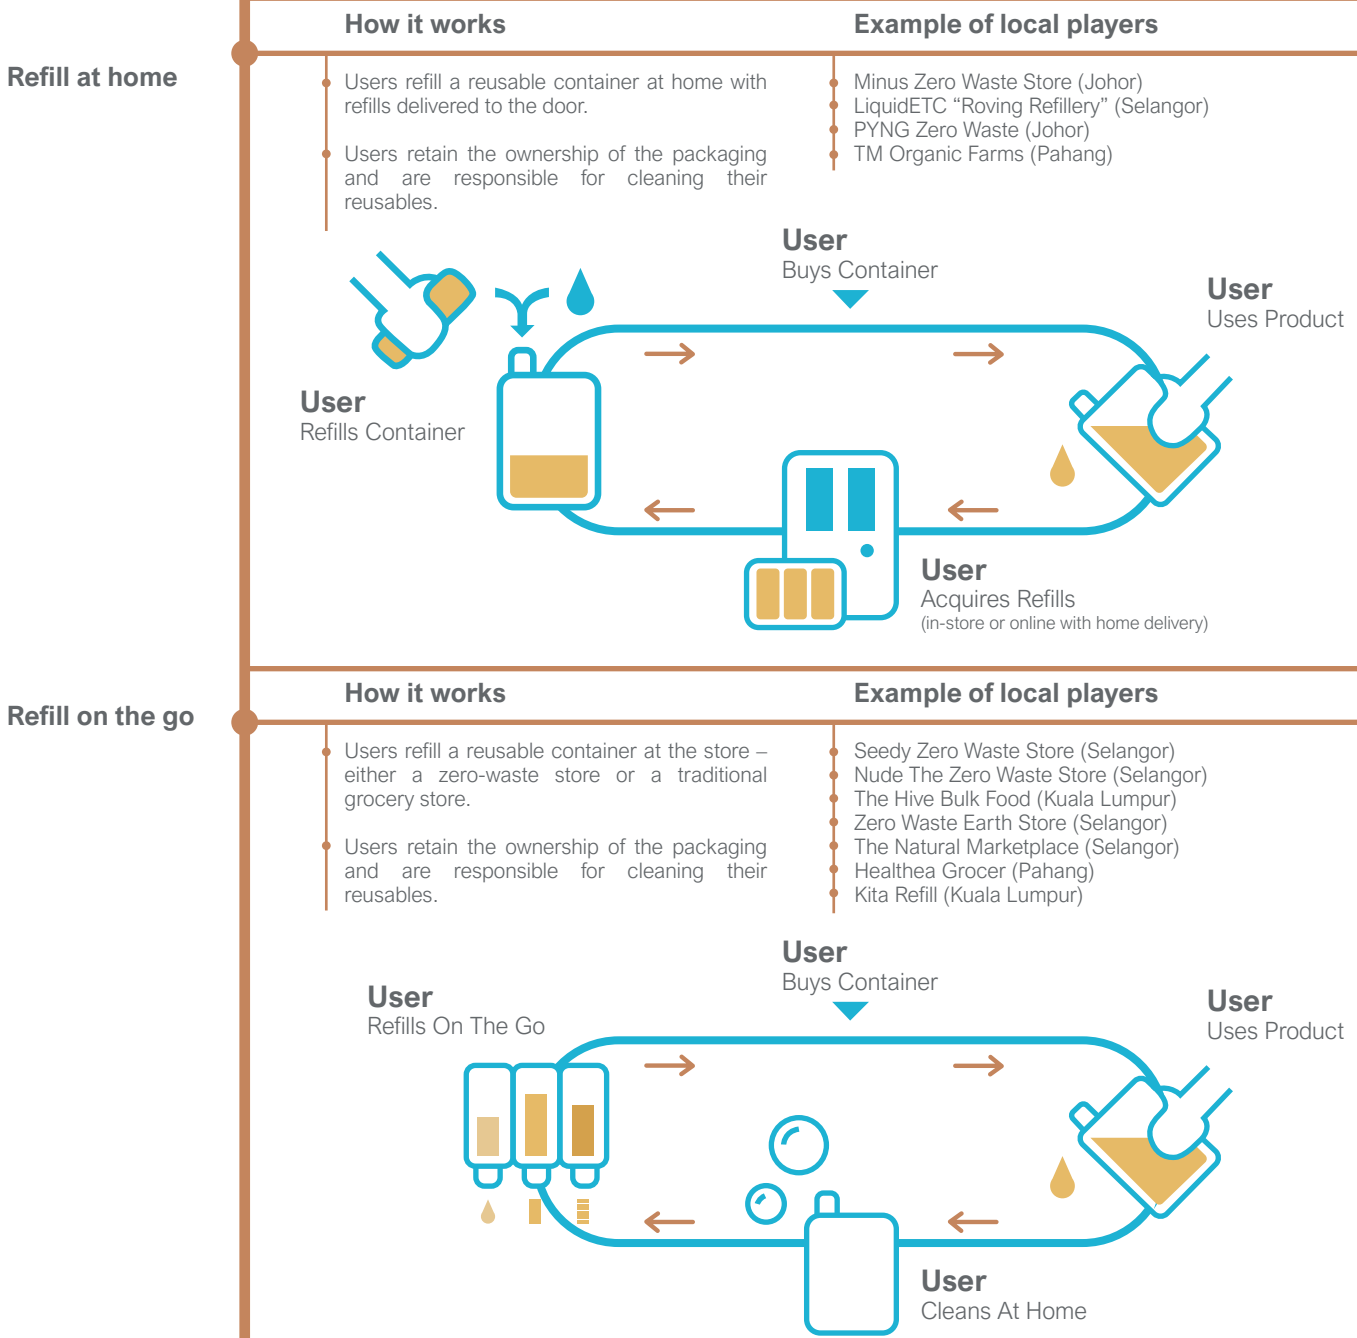 How it works
Example of local players
Refill at home
Users refill a reusable container at home with
refills delivered to the door.
Users retain the ownership of the packaging
and are responsible for cleaning their
reusables.
Minus Zero Waste Store (Johor)
LiquidETC “Roving Refillery” (Selangor)
PYNG Zero Waste (Johor)
TM Organic Farms (Pahang)
User
Buys Container
User
Uses Product
User
Refills Container
User
Acquires Refills
(in-store or online with home delivery)
How it works
Example of local players
Refill on the go
Users refill a reusable container at the store –
either a zero-waste store or a traditional
grocery store.
Users retain the ownership of the packaging
and are responsible for cleaning their
reusables.
Seedy Zero Waste Store (Selangor)
Nude The Zero Waste Store (Selangor)
The Hive Bulk Food (Kuala Lumpur)
Zero Waste Earth Store (Selangor)
The Natural Marketplace (Selangor)
Healthea Grocer (Pahang)
Kita Refill (Kuala Lumpur)
User
Buys Container
User
Refills On The Go
User
Uses Product
User
Cleans At Home